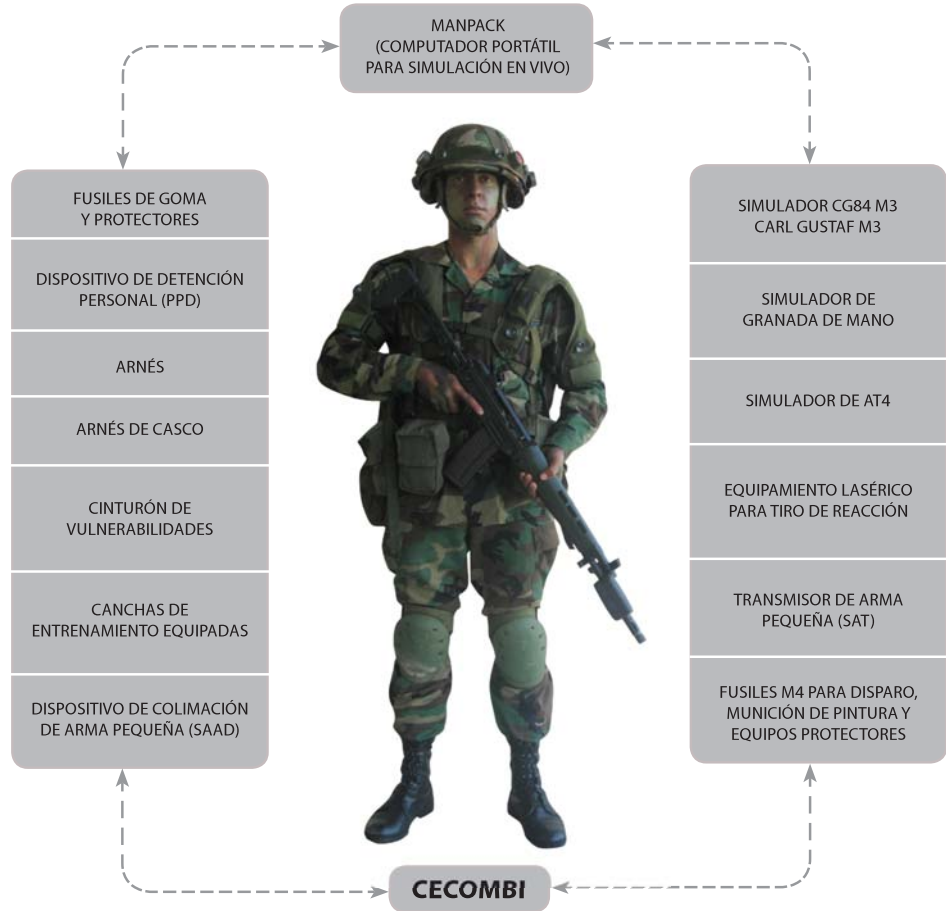 MANPACK
(COMPUTADOR PORTÁTIL
PARA SIMULACIÓN EN VIVO)
FUSILES DE GOMA
Y PROTECTORES
DISPOSITIVO DE DETENCIÓN
PERSONAL (PPD)
ARNÉS
ARNÉS DE CASCO
CINTURÓN DE
VULNERABILIDADES
CANCHAS DE
ENTRENAMIENTO EQUIPADAS
DISPOSITIVO DE COLIMACIÓN
DE ARMA PEQUEÑA (SAAD)
SIMULADOR CG84 M3
CARL GUSTAF M3
SIMULADOR DE
GRANADA DE MANO
SIMULADOR DE AT4
EQUIPAMIENTO LASÉRICO
PARA TIRO DE REACCIÓN
TRANSMISOR DE ARMA
PEQUEÑA (SAT)
FUSILES M4 PARA DISPARO,
MUNICIÓN DE PINTURA Y
EQUIPOS PROTECTORES
CECOMBI